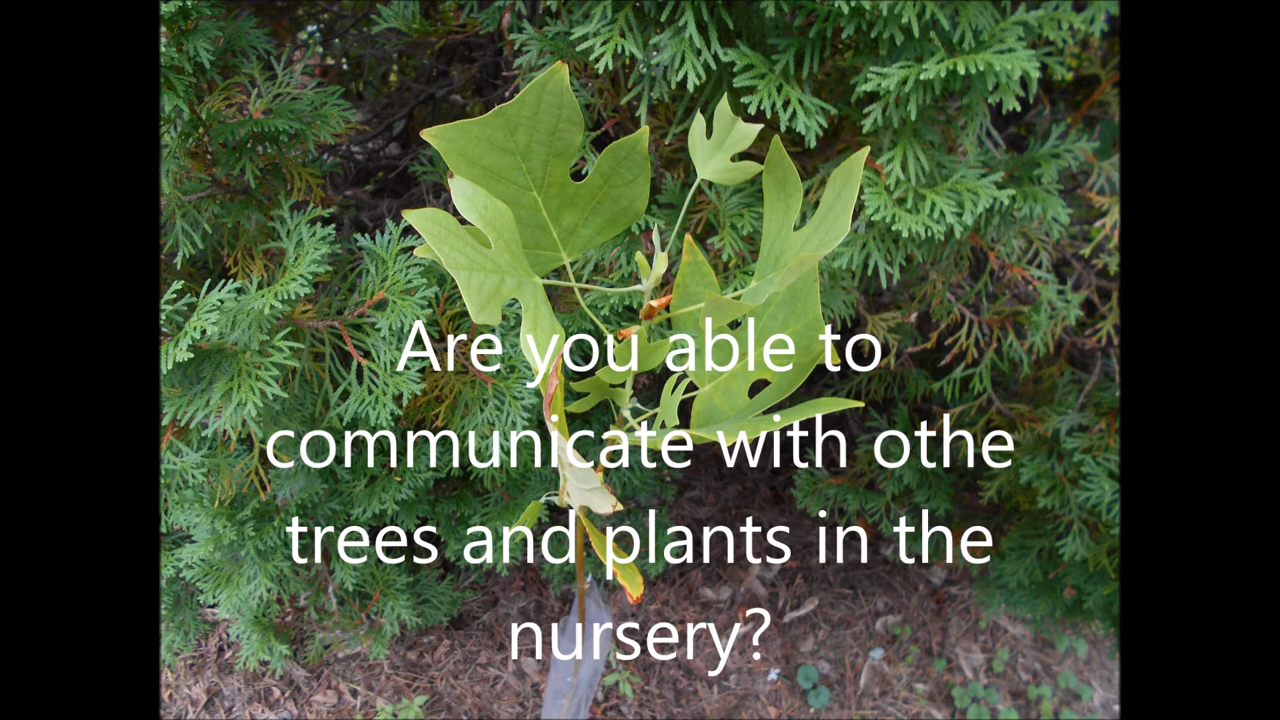 Are you able to
communicate with othe
trees and plants in the
nursery?